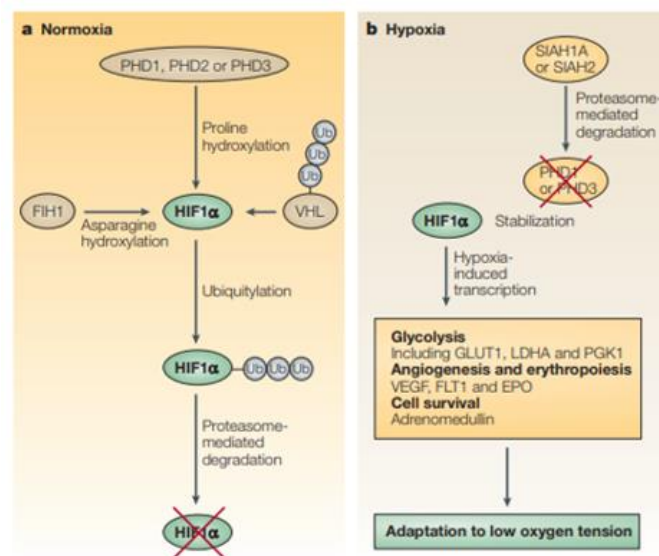 a Normoxia
PHD1, PHD2 or PHD3
Proline
hydroxylation
Ub
Ub
Ub
FIH1
Asparagine
hydroxylation
HIF1α
VHL
Ubiquitylation
HIF1α
Ub
Ub
Ub
Proteasome-
mediated
degradation
HIF1α
b Hypoxia
SIAH1A
or SIAH2
Proteasome-
mediated
degradation
PHD1
or PHD3
HIF1α
Stabilization
Hypoxia-
induced
transcription
Glycolysis
Including GLUT1, LDHA and PGK1
Angiogenesis and erythropoiesis
VEGF, FLT1 and EPO
Cell survival
Adrenomedullin
Adaptation to low oxygen tension